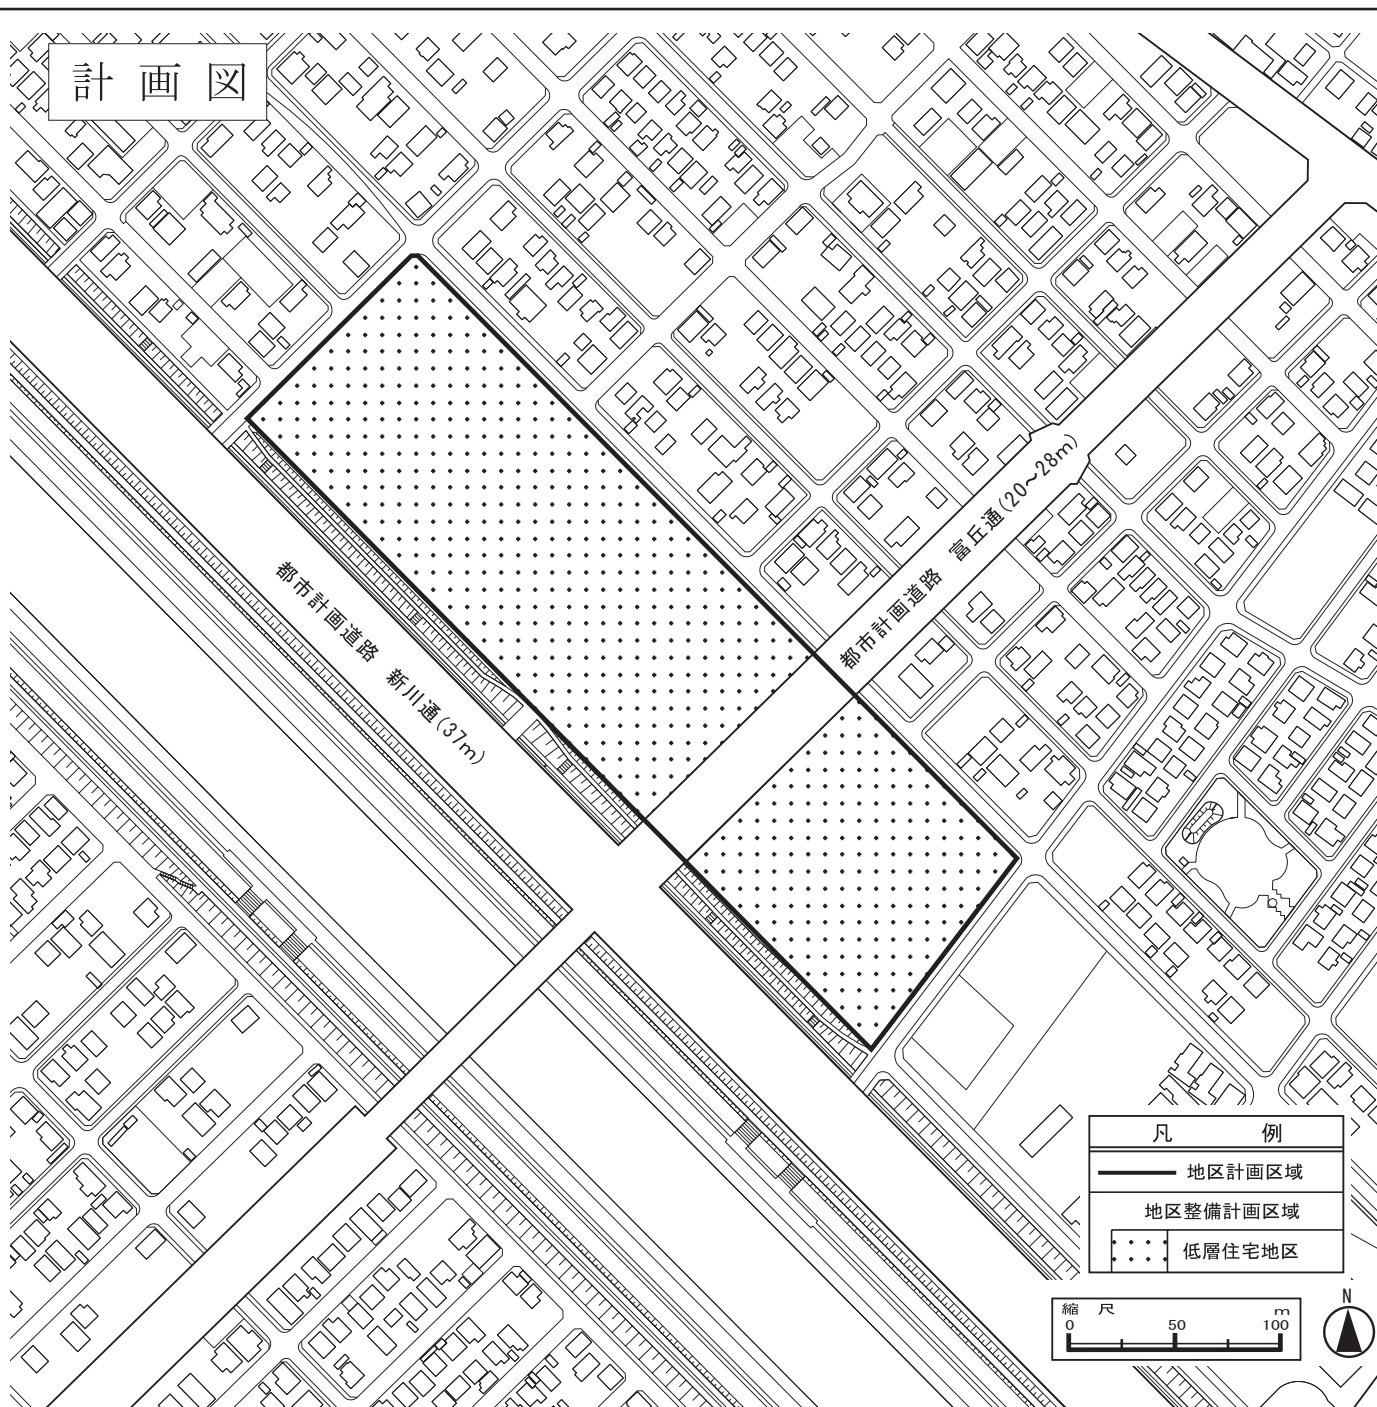 計画図
都市計画道路 富丘通(20〜28m)
都市計画道路 新川通(37m)
凡 例
地区計画区域
地区整備計画区域
低層住宅地区
縮 尺 m
0 50 100
N